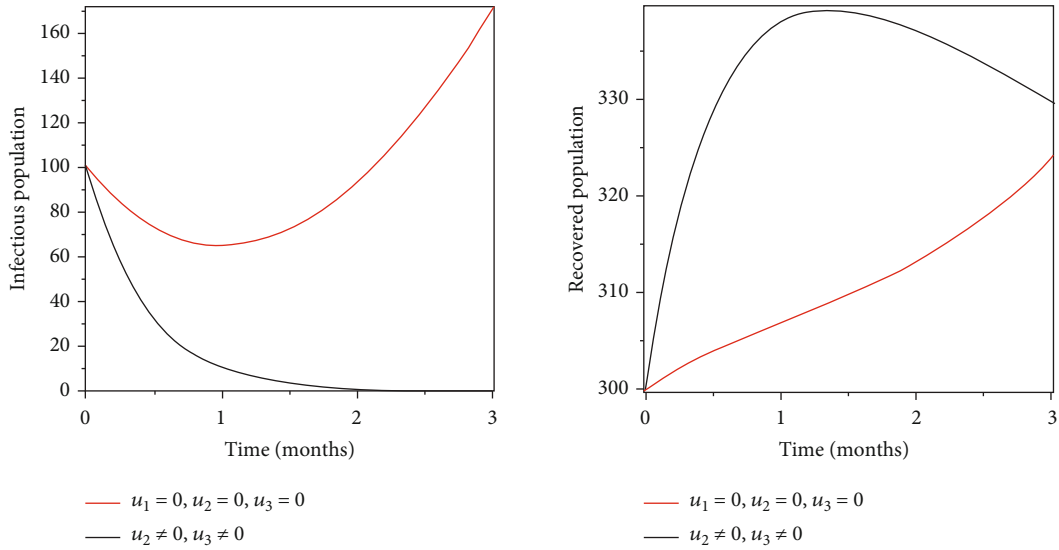 160
140
120
100
80
60
40
20
0
Infectious population
0
1
2
3
Time (months)
u₁ = 0, u₂ = 0, u₃ = 0
u₂ ≠ 0, u₃ ≠ 0
330
320
310
300
Recovered population
0
1
2
3
Time (months)
u₁ = 0, u₂ = 0, u₃ = 0
u₂ ≠ 0, u₃ ≠ 0